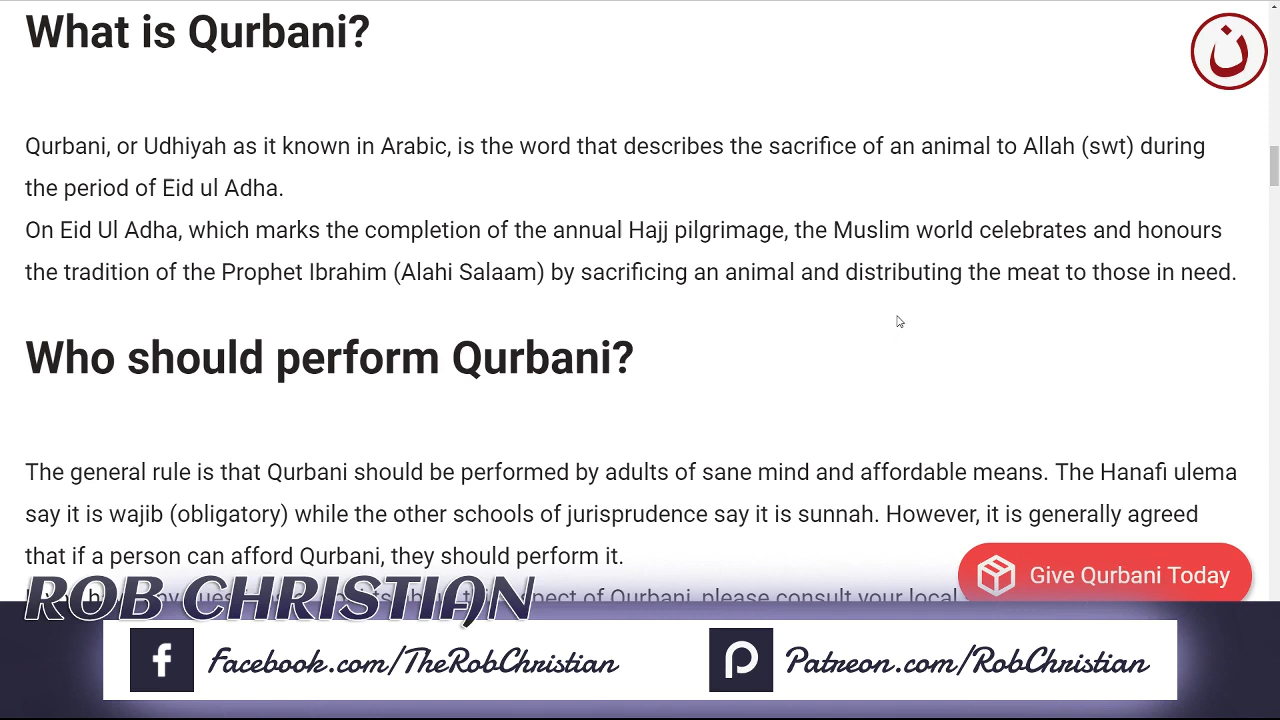 What is Qurbani?
ن
Qurbani, or Udhiyah as it known in Arabic, is the word that describes the sacrifice of an animal to Allah (swt) during
the period of Eid ul Adha.
On Eid Ul Adha, which marks the completion of the annual Hajj pilgrimage, the Muslim world celebrates and honours
the tradition of the Prophet Ibrahim (Alahi Salaam) by sacrificing an animal and distributing the meat to those in need.
Who should perform Qurbani?
The general rule is that Qurbani should be performed by adults of sane mind and affordable means. The Hanafi ulema
say it is wajib (obligatory) while the other schools of jurisprudence say it is sunnah. However, it is generally agreed
that if a person can afford Qurbani, they should perform it.
Give Qurbani Today
of Qurbani, please consult your local
ROB CHRISTIAN
Facebook.com/TheRobChristian
Patreon.com/RobChristian